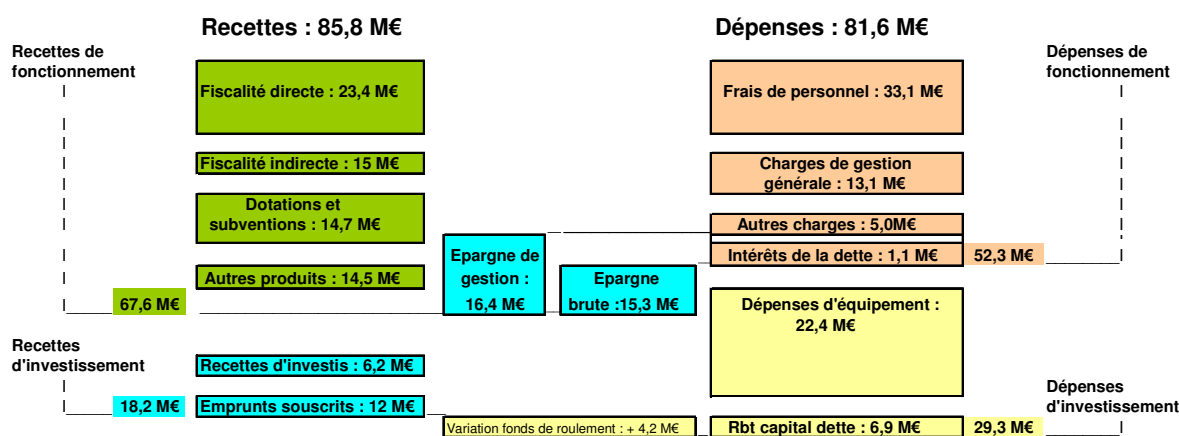 Recettes : 85,8 M€
Dépenses : 81,6 M€
Recettes de
fonctionnement
Dépenses de
fonctionnement
Fiscalité directe : 23,4 M€
Frais de personnel : 33,1 M€
Fiscalité indirecte : 15 M€
Charges de gestion
générale : 13,1 M€
Dotations et
subventions : 14,7 M€
Autres charges : 5,0M€
Intérêts de la dette : 1,1 M€
52,3 M€
Epargne de
gestion :
16,4 M€
Epargne
brute :15,3 M€
Autres produits : 14,5 M€
67,6 M€
Dépenses d'équipement :
22,4 M€
Recettes
d'investissement
Recettes d'investis : 6,2 M€
18,2 M€
Emprunts souscrits : 12 M€
Dépenses
d'investissement
Variation fonds de roulement : + 4,2 M€
Rbt capital dette : 6,9 M€
29,3 M€